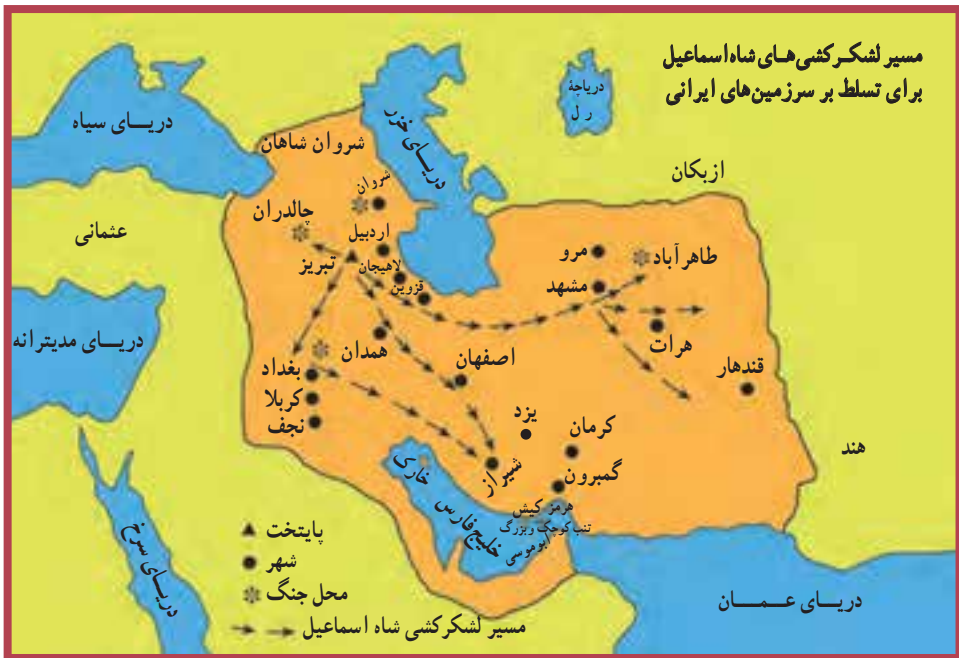 مسیر لشکرکشی‌های شاه اسماعیل
برای تسلط بر سرزمین‌های ایرانی
دریاچهٔ
ر ل
دریای سیاه
دریای خزر
شروان شاهان
ازبکان
شروان
چالدران
عثمانی
اردبیل
مرو
طاهرآباد
تبریز
لاهیجان
قزوین
مشهد
دریای مدیترانه
همدان
اصفهان
هرات
بغداد
قندهار
کربلا
نجف
یزد
کرمان
هند
شیراز
خارک
گمبرون
خلیج فارس
هرمز کیش
تنب کوچک و بزرگ
ابوموسی
دریای سرخ
دریای عمان
پایتخت
شهر
محل جنگ
مسیر لشکرکشی شاه اسماعیل